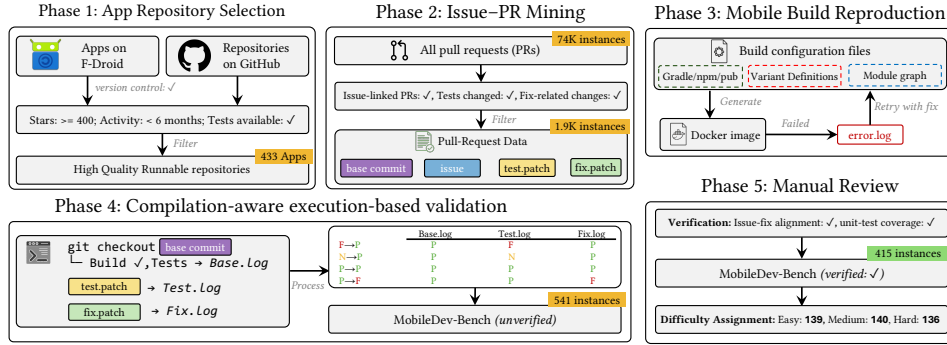 Phase 1: App Repository Selection
Apps on
F-Droid
Repositories
on GitHub
version control: ✓
Stars: >= 400; Activity: < 6 months; Tests available: ✓
Filter
433 Apps
High Quality Runnable repositories
Phase 2: Issue–PR Mining
74K instances
All pull requests (PRs)
Issue-linked PRs: ✓, Tests changed: ✓, Fix-related changes: ✓
Filter
1.9K instances
Pull-Request Data
base commit
issue
test.patch
fix.patch
Phase 3: Mobile Build Reproduction
Build configuration files
Gradle/npm/pub
Variant Definitions
Module graph
Generate
Retry with fix
Docker image
Failed
error.log
Phase 4: Compilation-aware execution-based validation
git checkout base commit
Build ✓,Tests → Base.log
test.patch → Test.log
fix.patch → Fix.log
Process
Base.log Test.log Fix.log
F→P P F P
N→P P N P
P→P P P P
P→F P P F
541 instances
MobileDev-Bench (unverified)
Phase 5: Manual Review
Verification: Issue-fix alignment: ✓, unit-test coverage: ✓
415 instances
MobileDev-Bench (verified: ✓)
Difficulty Assignment: Easy: 139, Medium: 140, Hard: 136